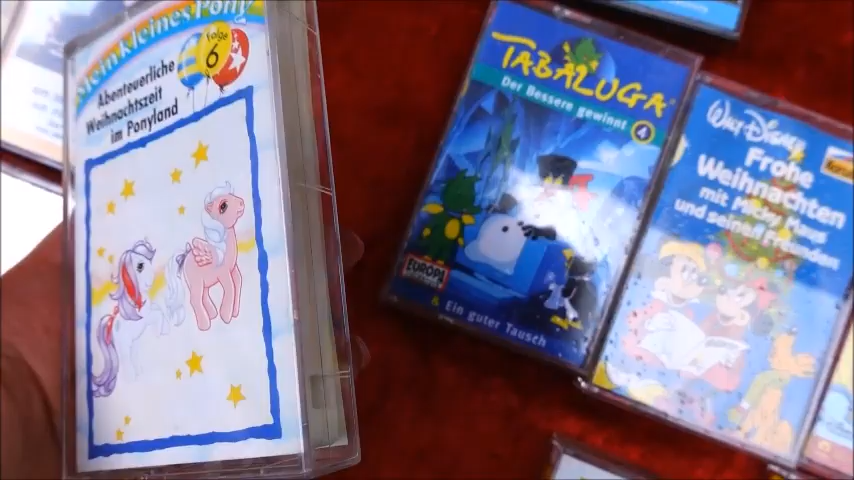 Mein kleines Pony
Folge
6
Abenteuerliche
Weihnachtszeit
im Ponyland
TABALUGA
Der Bessere gewinnt
4
EUROPA
& Ein guter Tausch
Walt Disney
Frohe
Weihnachten
mit Micky Maus
und seinen Freunden